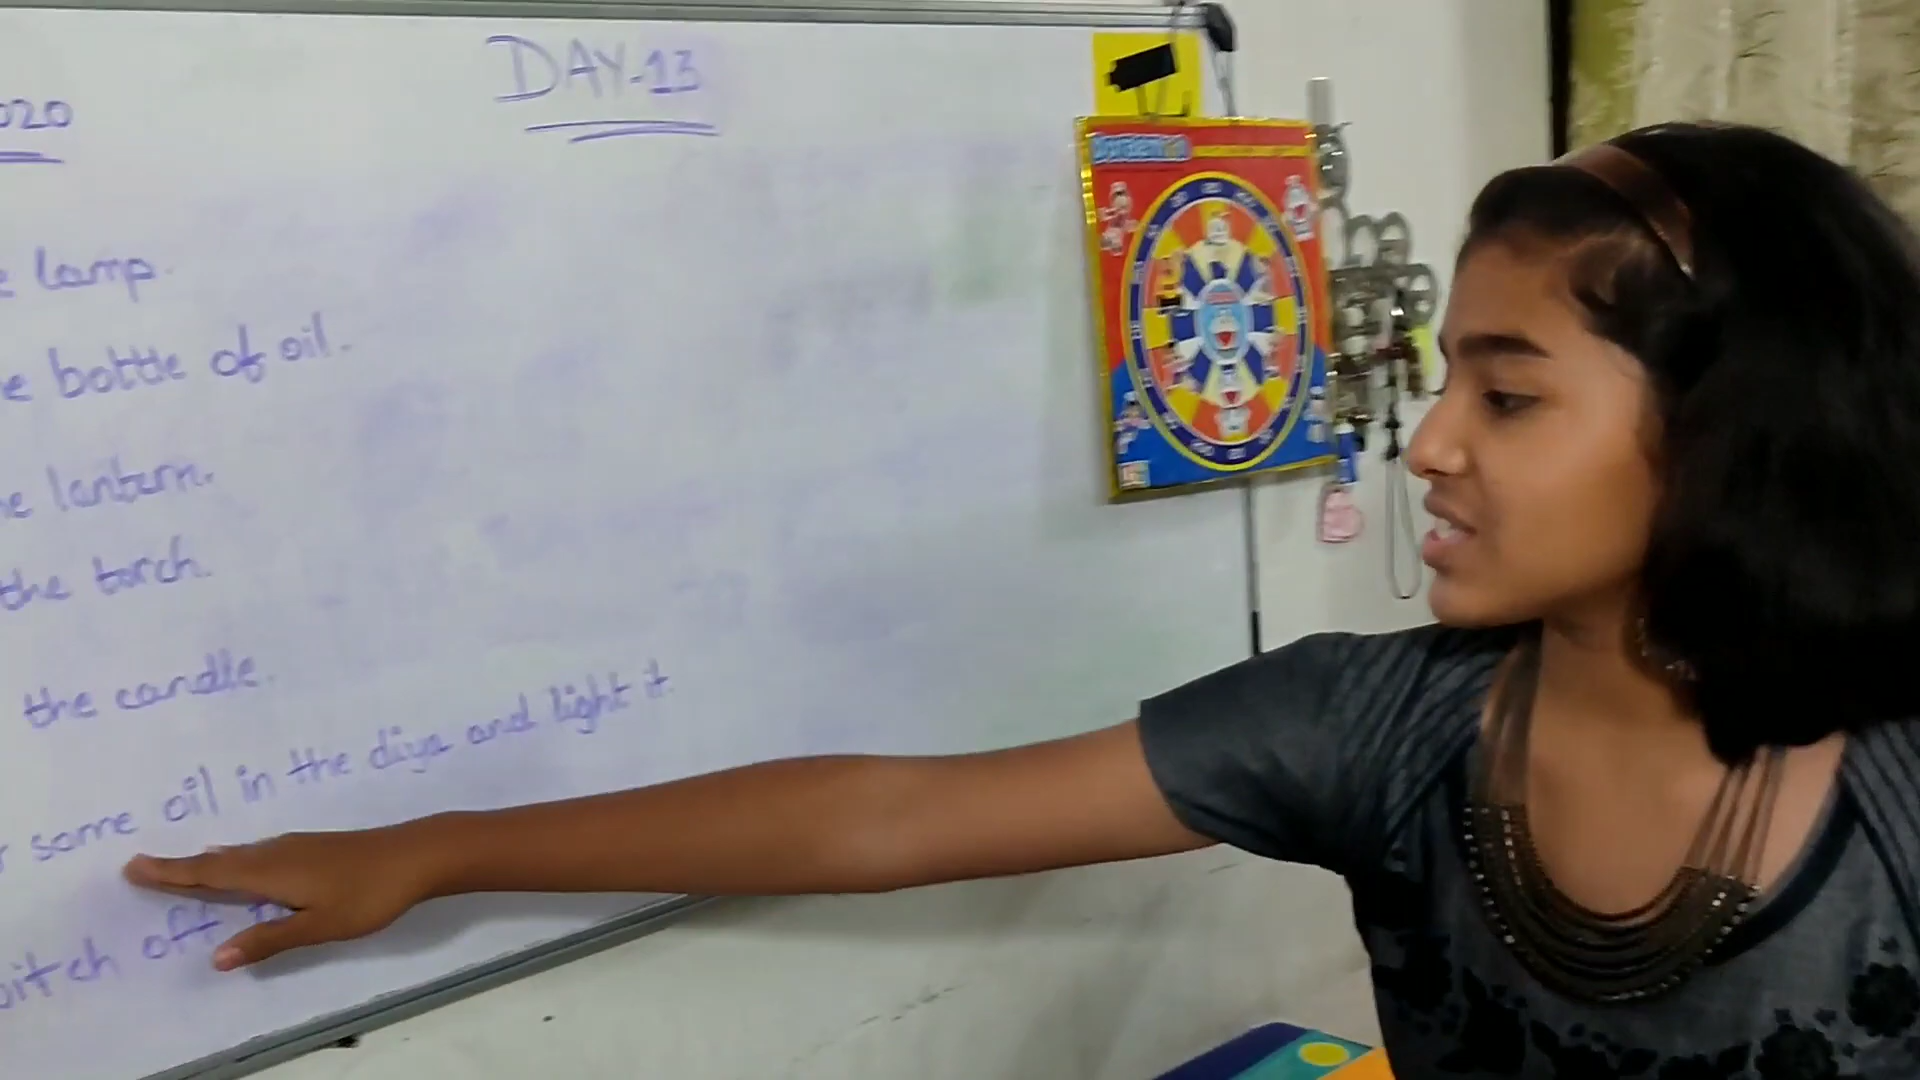 DAY-13
020
lamp.
bottle of oil.
lantern.
the torch.
the candle.
some oil in the diya and light it.
itch off